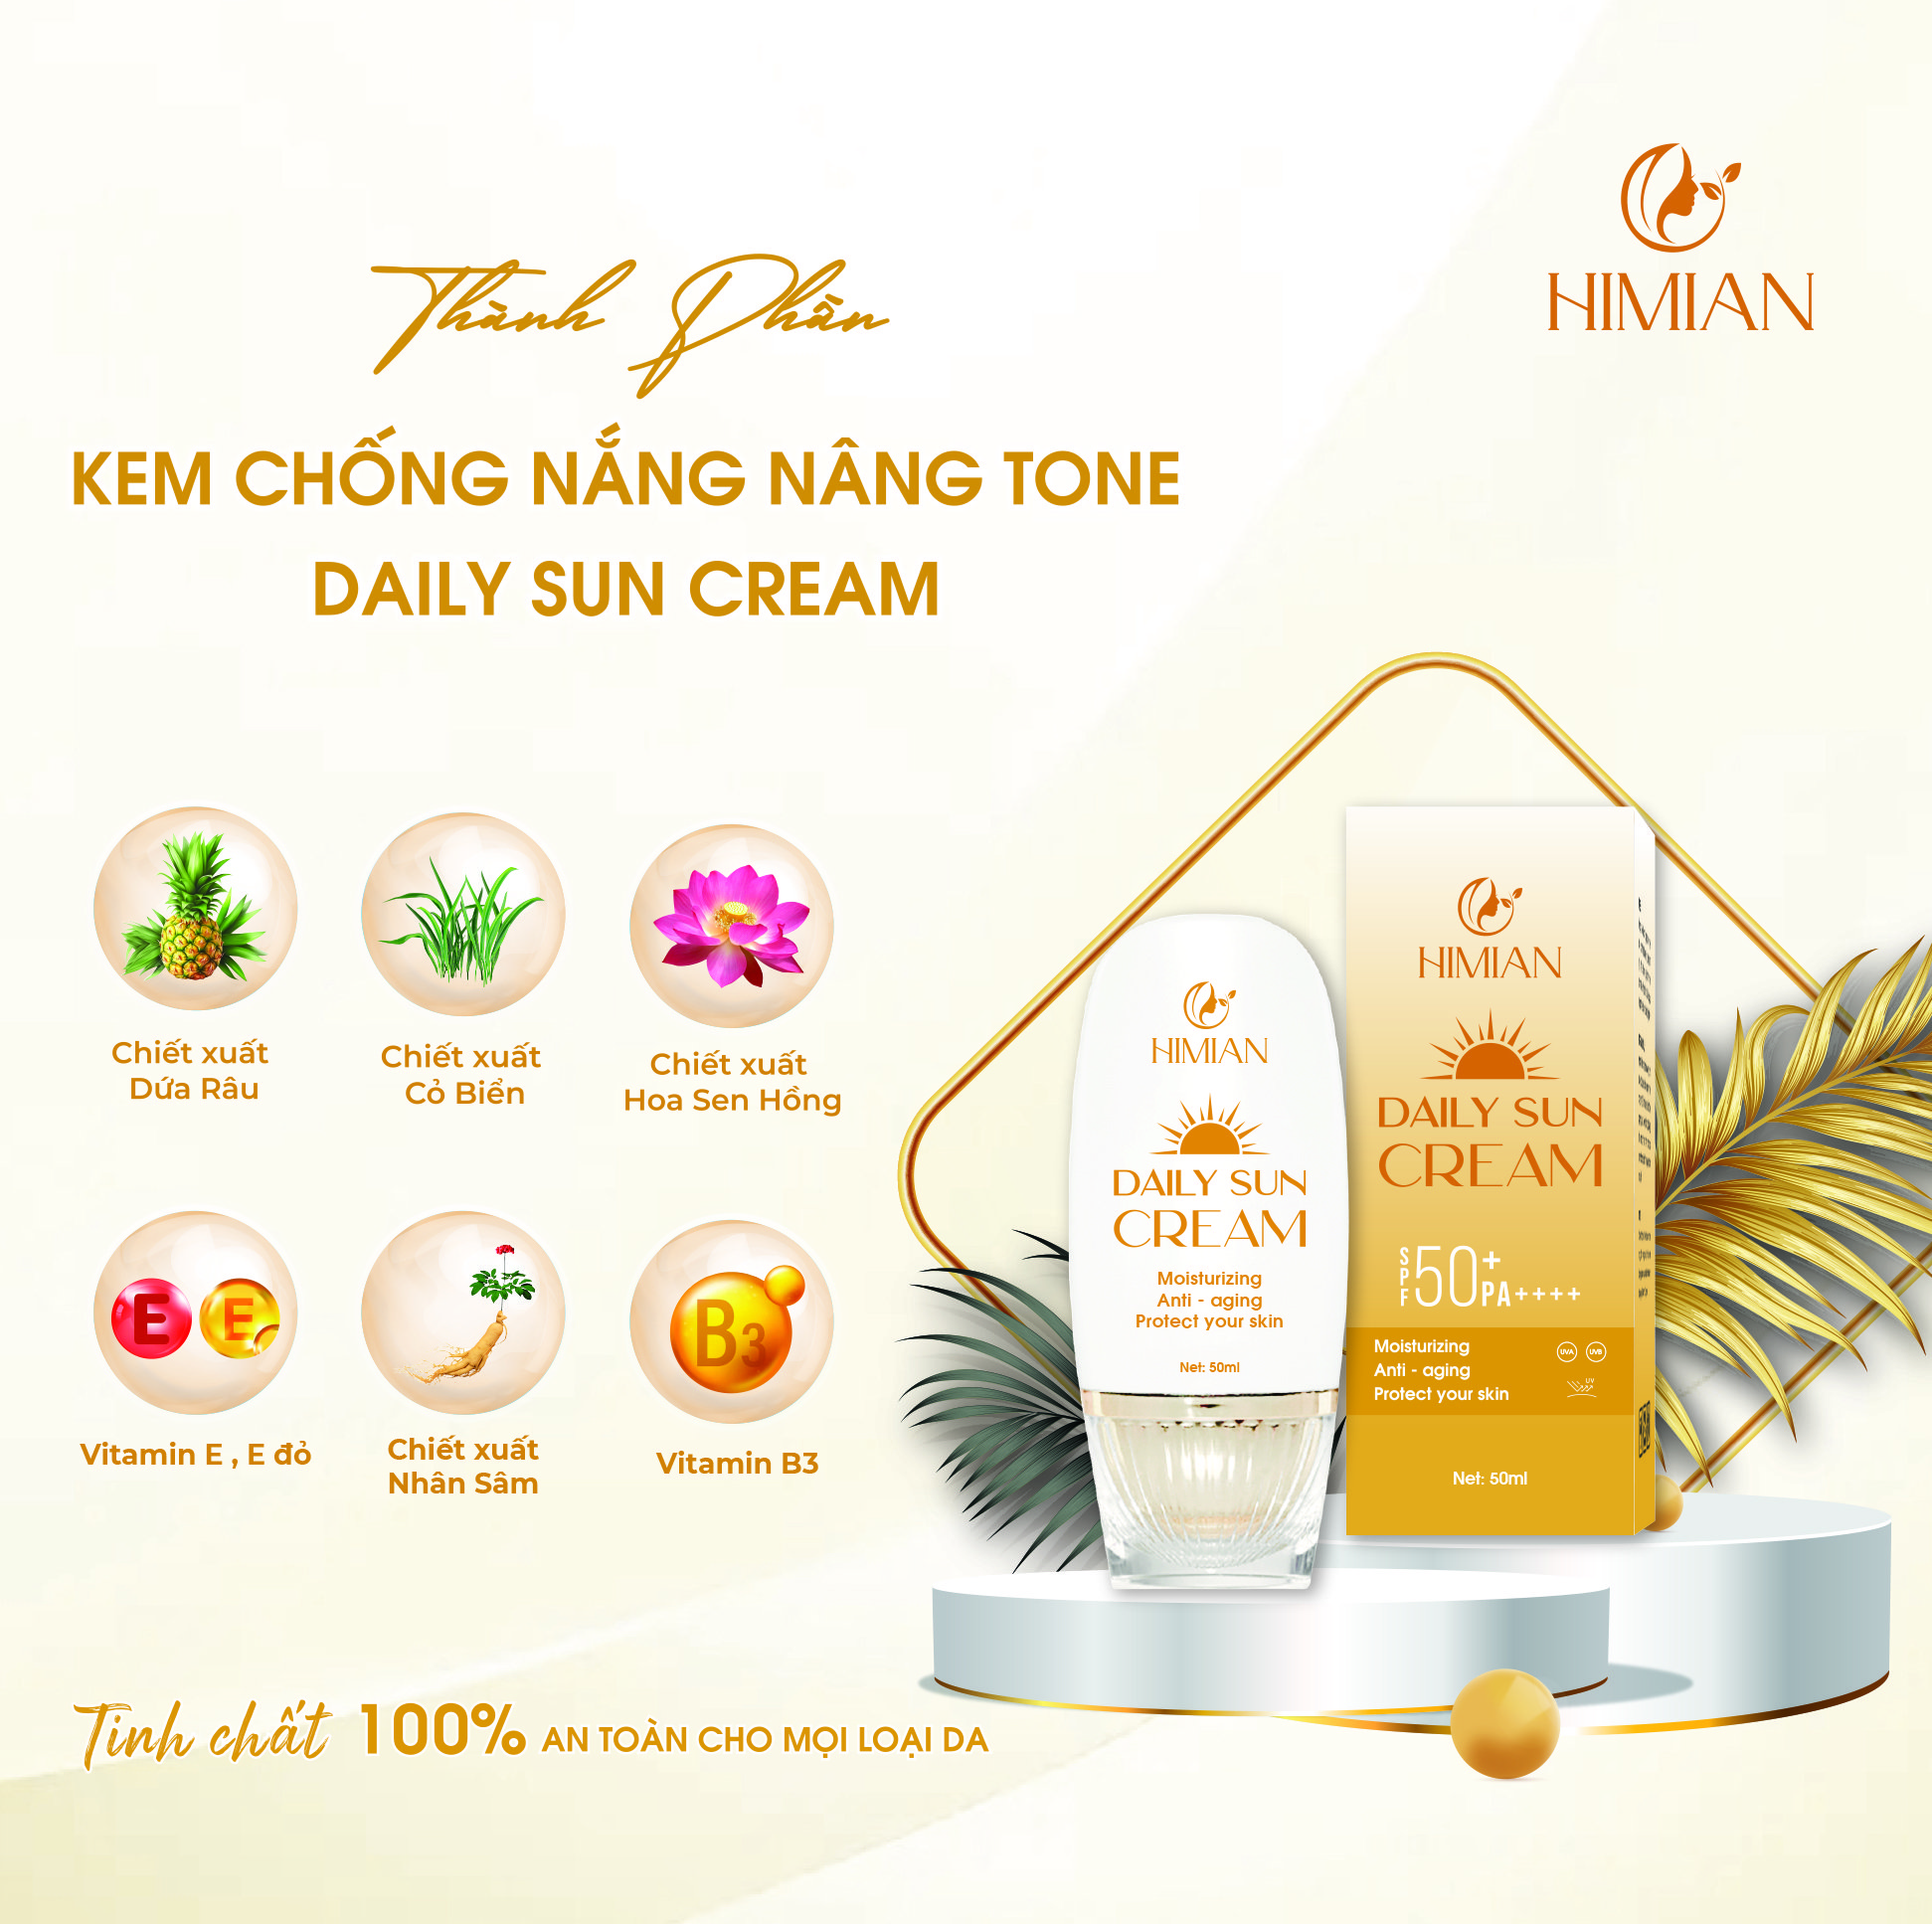 HIMIAN
Thành Phần
KEM CHỐNG NẮNG NÂNG TONE
DAILY SUN CREAM
Chiết xuất
Dứa Râu
Chiết xuất
Cỏ Biển
Chiết xuất
Hoa Sen Hồng
E E
B3
Vitamin E , E đỏ
Chiết xuất
Nhân Sâm
Vitamin B3
HIMIAN
DAILY SUN
CREAM
Moisturizing
Anti - aging
Protect your skin
Net: 50ml
HIMIAN
DAILY SUN
CREAM
SPF 50+ PA++++
Moisturizing
Anti - aging
Protect your skin
UVA UVB
UV
Net: 50ml
Tinh chất 100% AN TOÀN CHO MỌI LOẠI DA